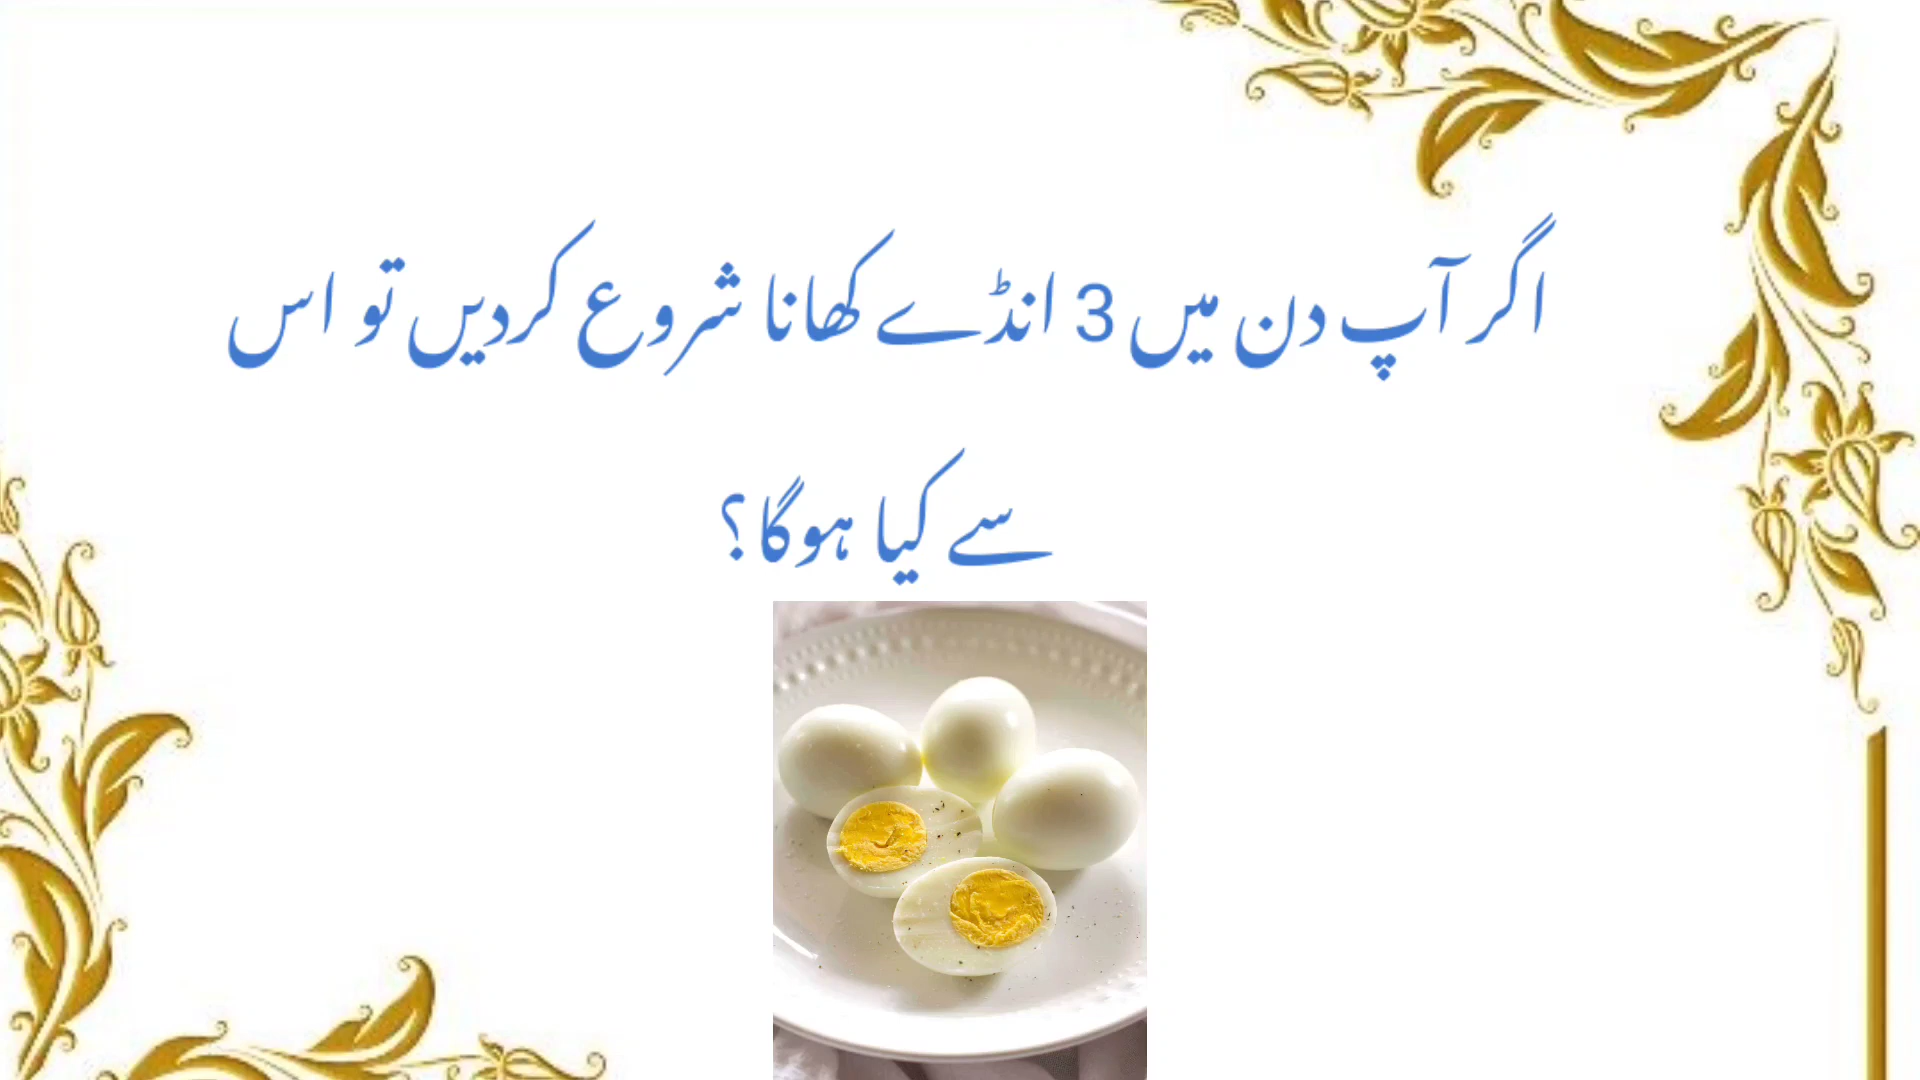 اگر آپ دن میں 3 انڈے کھانا شروع کردیں تو اس
سے کیا ہوگا؟